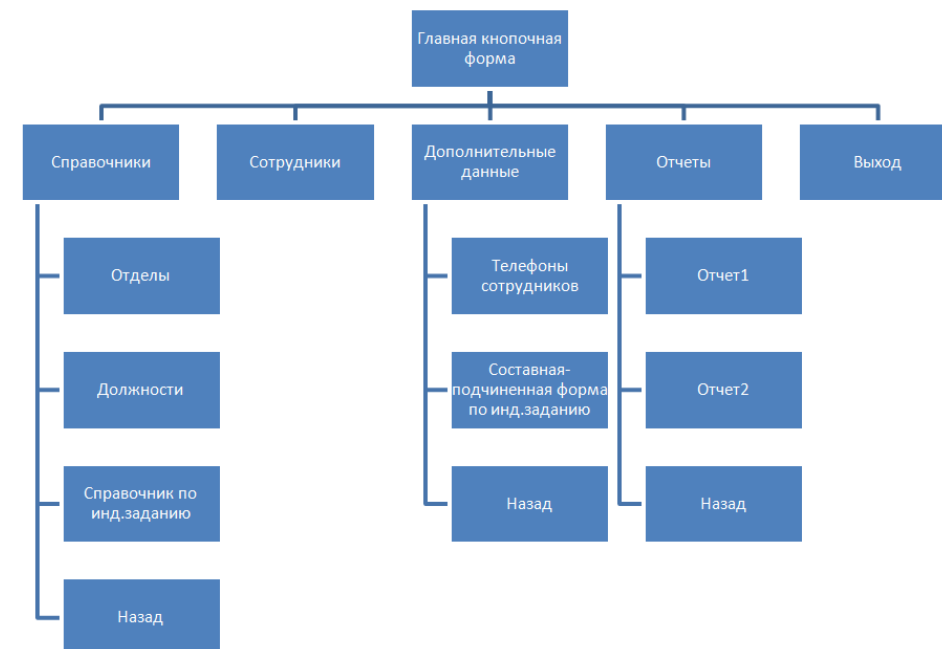 Главная кнопочная
форма
Справочники
Сотрудники
Дополнительные
данные
Отчеты
Выход
Отделы
Должности
Справочник по
инд.заданию
Назад
Телефоны
сотрудников
Составная-
подчиненная форма
по инд.заданию
Назад
Отчет1
Отчет2
Назад